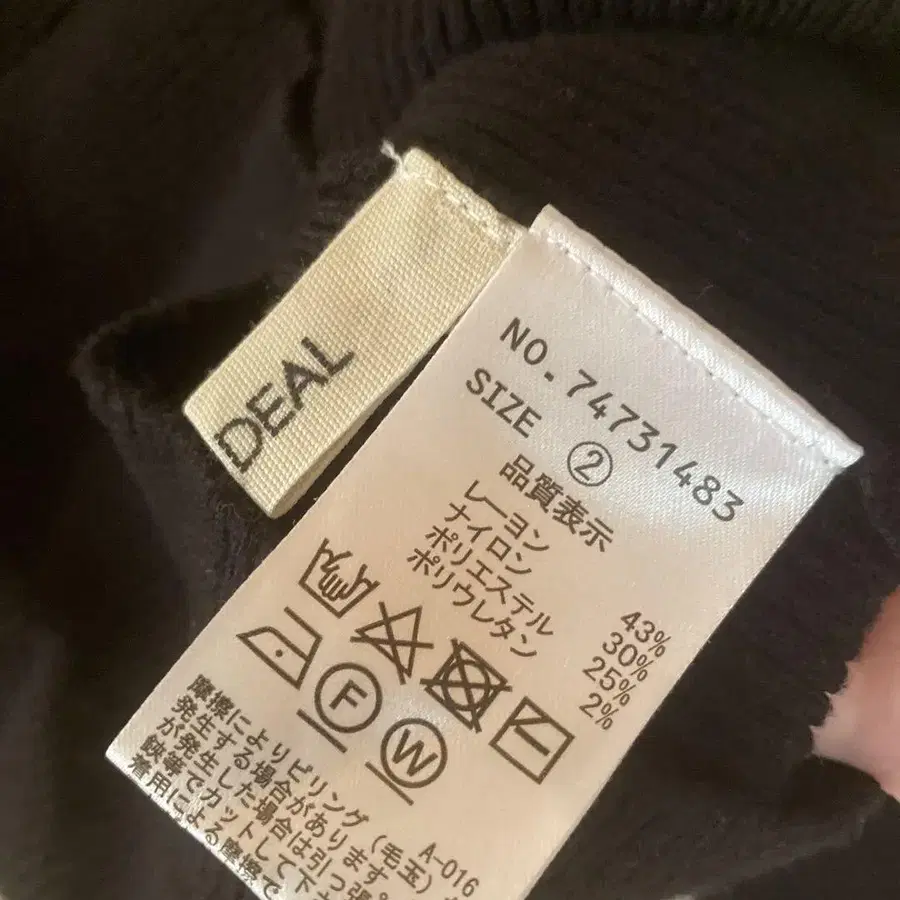 DEAL
NO.74731483
SIZE ②
品質表示
レーヨン 43%
ナイロン 30%
ポリエステル 25%
ポリウレタン 2%
F
W
A-016
摩擦によりピリング(毛玉)
発生する場合があります。
が発生した場合は引っ張
鋏等でカットして下
着用による摩擦で